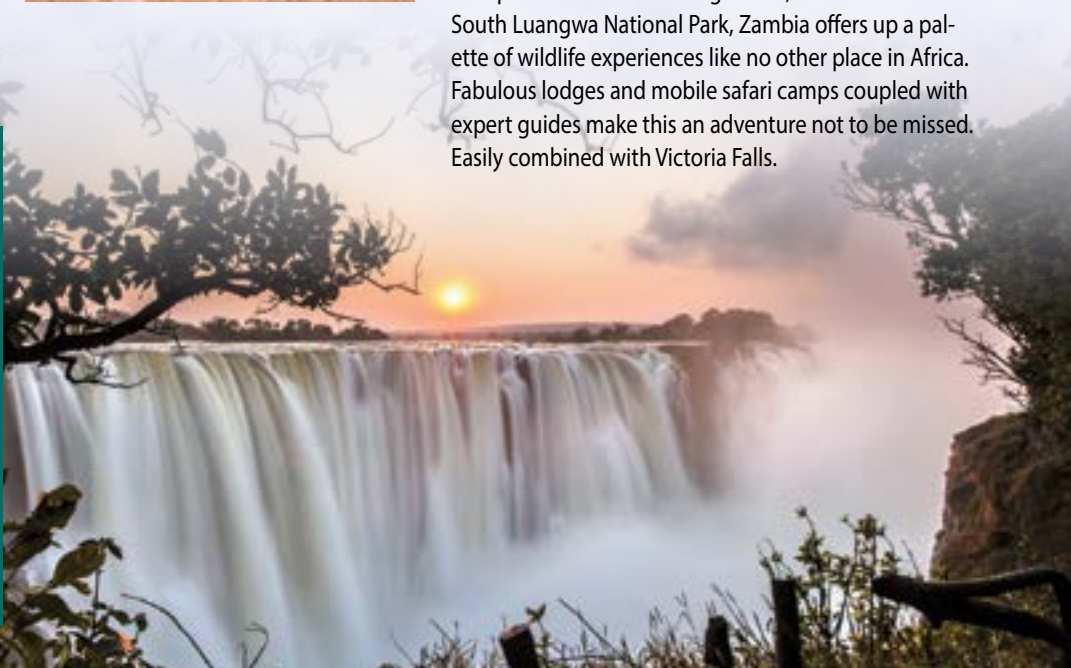 South Luangwa National Park, Zambia offers up a pal-
ette of wildlife experiences like no other place in Africa.
Fabulous lodges and mobile safari camps coupled with
expert guides make this an adventure not to be missed.
Easily combined with Victoria Falls.